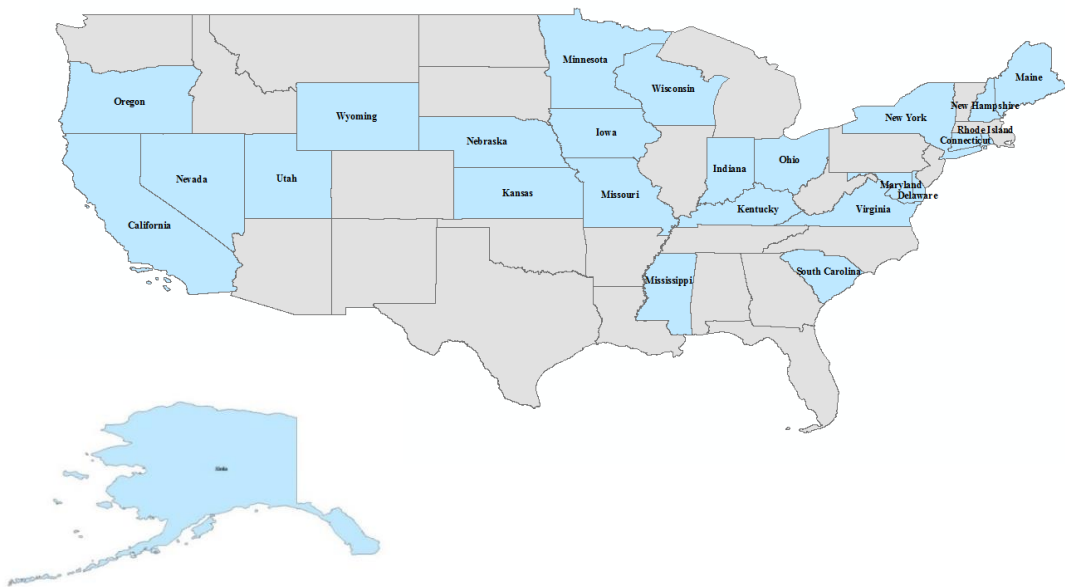 Maine
Minnesota
Wisconsin
Oregon
New Hampshire
Wyoming
New York
Rhode Island
Iowa
Nebraska
Connecticut
Ohio
Indiana
Nevada
Utah
Kansas
Missouri
Maryland
Delaware
Kentucky
Virginia
California
South Carolina
Mississippi